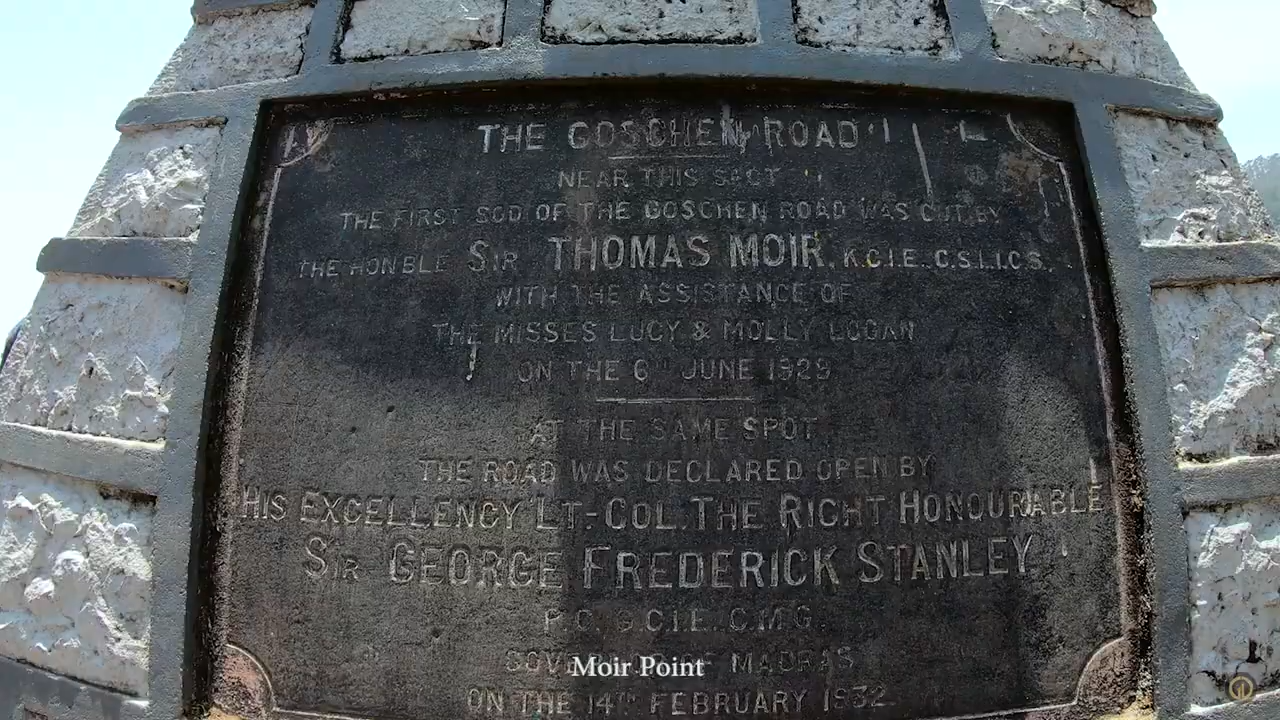 THE GOSCHEN ROAD
NEAR THIS SPOT
THE FIRST SOD OF THE GOSCHEN ROAD WAS CUT BY
THE HON'BLE SIR THOMAS MOIR, K.C.I.E., C.S.I., I.C.S.,
WITH THE ASSISTANCE OF
THE MISSES LUCY & MOLLY LOGAN
ON THE 6TH JUNE 1929
AT THE SAME SPOT
THE ROAD WAS DECLARED OPEN BY
HIS EXCELLENCY LT-COL. THE RIGHT HONOURABLE
SIR GEORGE FREDERICK STANLEY
P.C. G.C.I.E. C.M.G
GOVERNOR OF MADRAS
Moir Point
ON THE 14TH FEBRUARY 1932